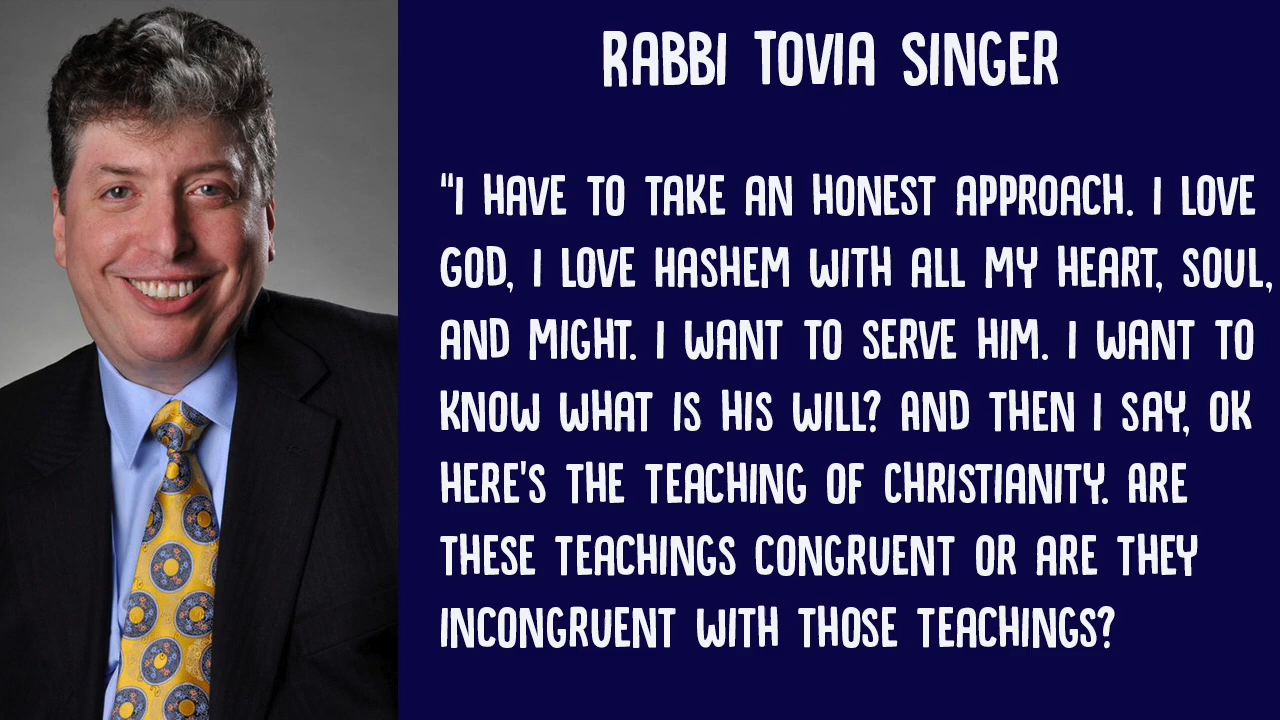 RABBI TOVIA SINGER
"I HAVE TO TAKE AN HONEST APPROACH. I LOVE
GOD, I LOVE HASHEM WITH ALL MY HEART, SOUL,
AND MIGHT. I WANT TO SERVE HIM. I WANT TO
KNOW WHAT IS HIS WILL? AND THEN I SAY, OK
HERE'S THE TEACHING OF CHRISTIANITY. ARE
THESE TEACHINGS CONGRUENT OR ARE THEY
INCONGRUENT WITH THOSE TEACHINGS?